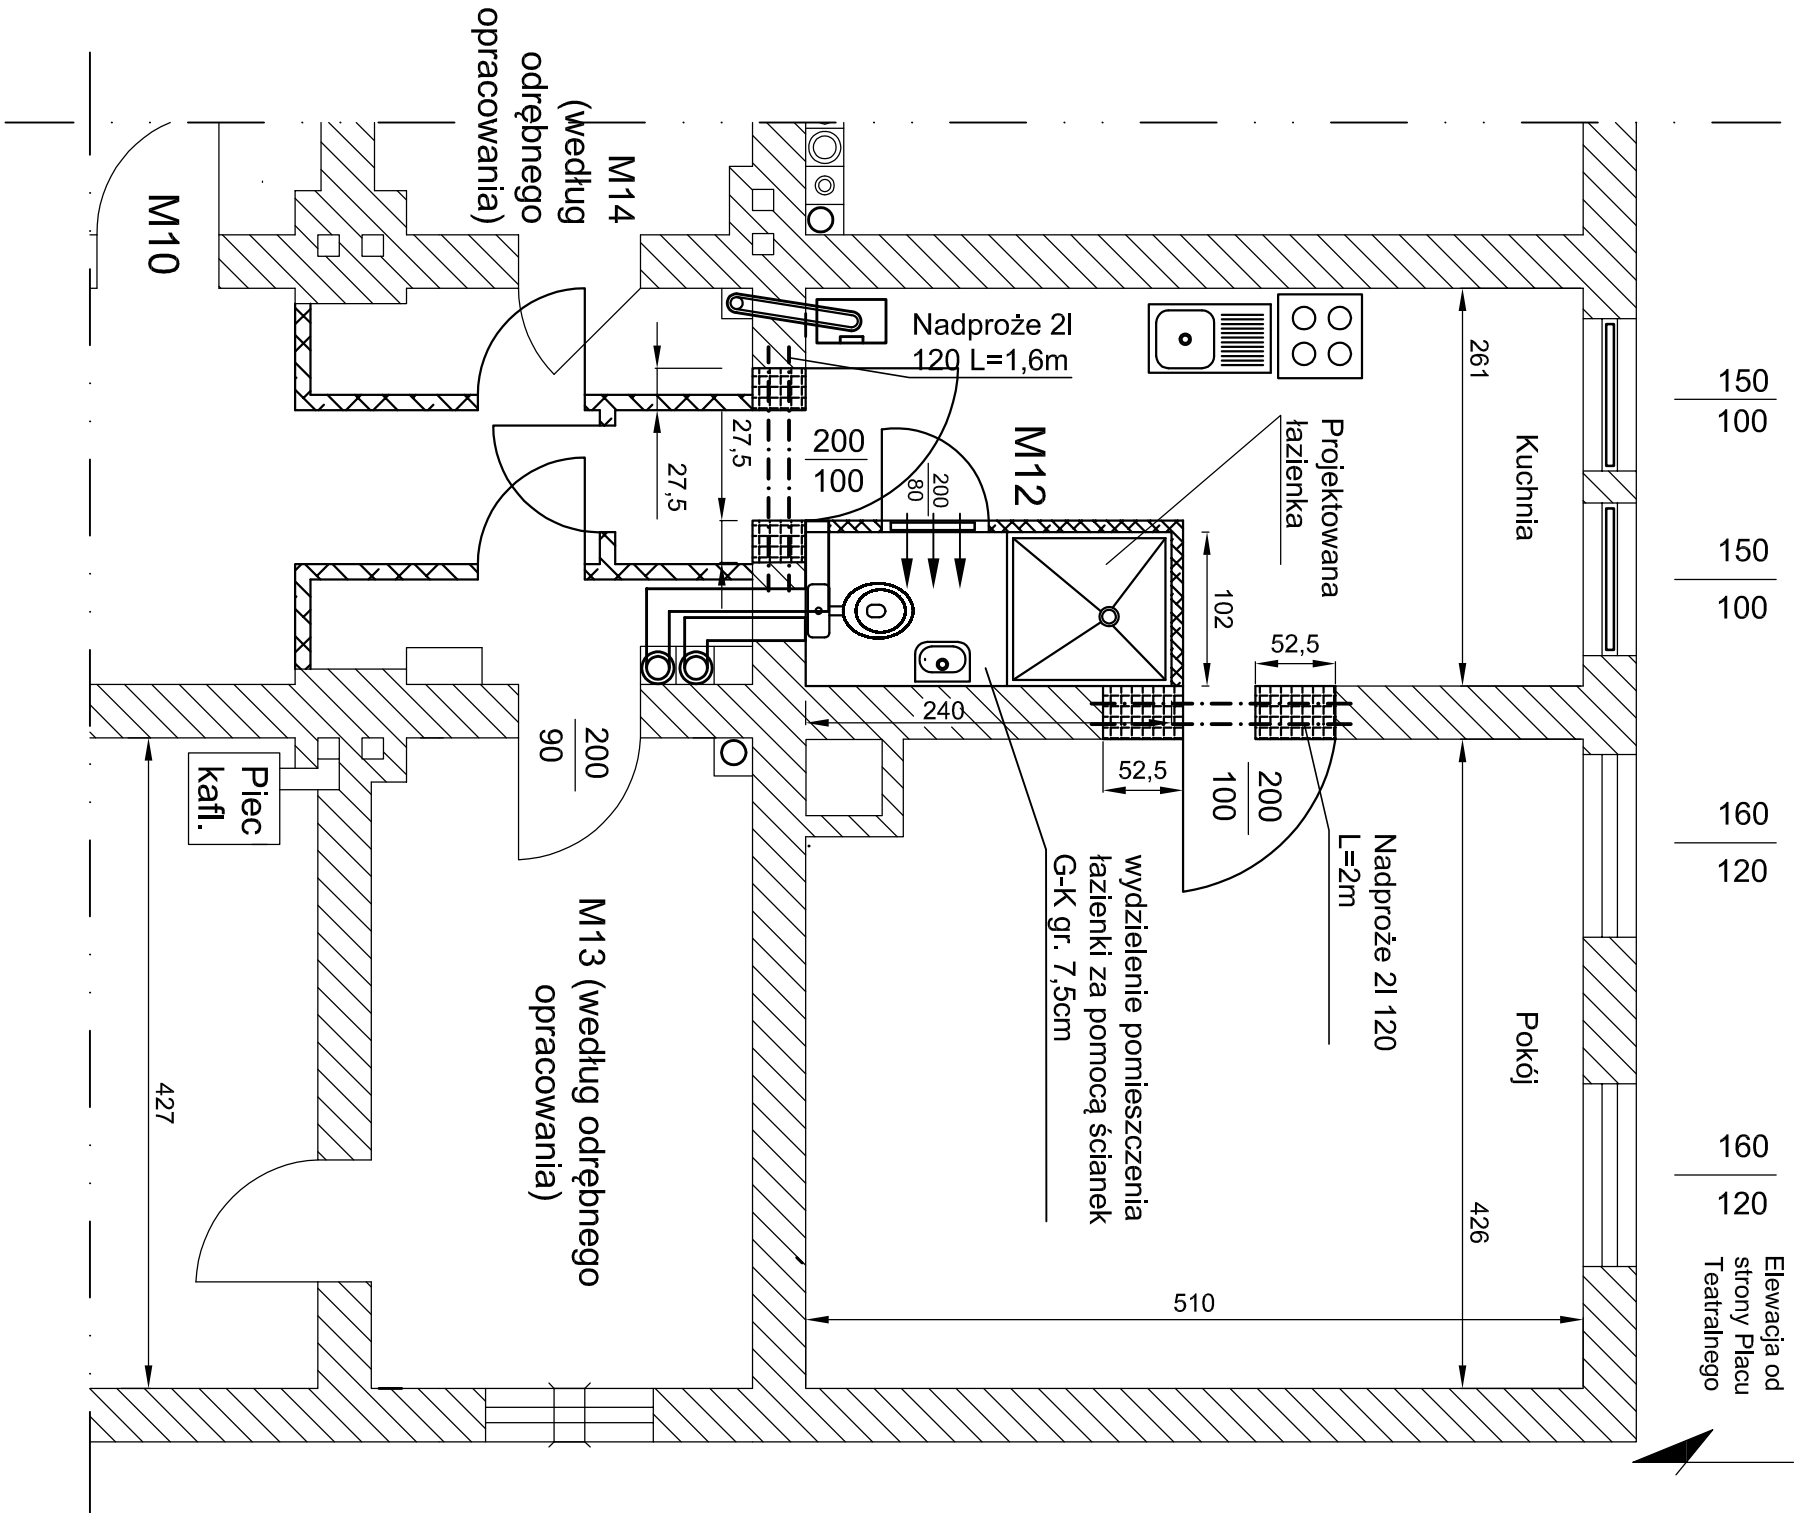 M14
(według
odrębnego
opracowania)
M10
Nadproże 2I
120 L=1,6m
261
Kuchnia
150
100
150
100
Projektowana
łazienka
M12
200
100
200
80
27,5
27,5
102
52,5
240
52,5
200
100
200
90
Piec
kafl.
Nadproże 2I 120
L=2m
160
120
wydzielenie pomieszczenia
łazienki za pomocą ścianek
G-K gr. 7,5cm
M13 (według odrębnego
opracowania)
Pokój
427
426
160
120
510
Elewacja od
strony Placu
Teatralnego